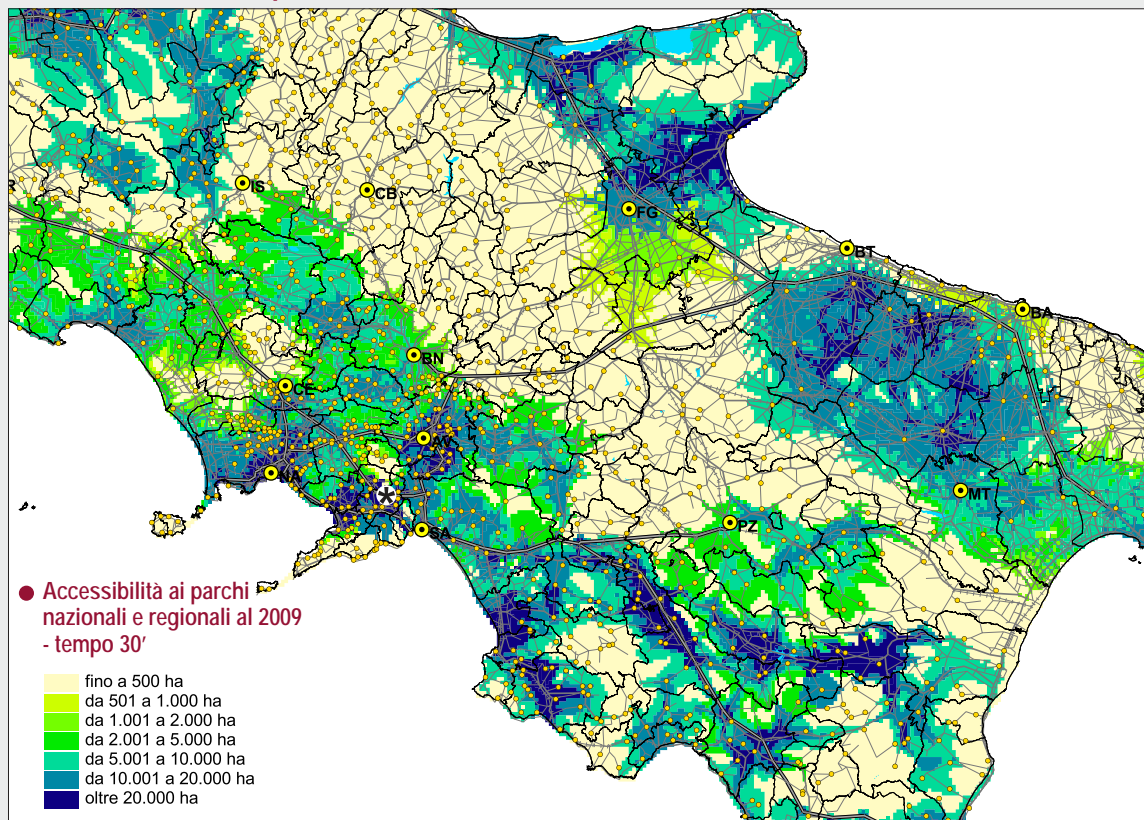 IS
CB
FG
BT
BA
BN
CE
AV
NA
MT
SA
PZ
*
● Accessibilità ai parchi
nazionali e regionali al 2009
- tempo 30'
fino a 500 ha
da 501 a 1.000 ha
da 1.001 a 2.000 ha
da 2.001 a 5.000 ha
da 5.001 a 10.000 ha
da 10.001 a 20.000 ha
oltre 20.000 ha